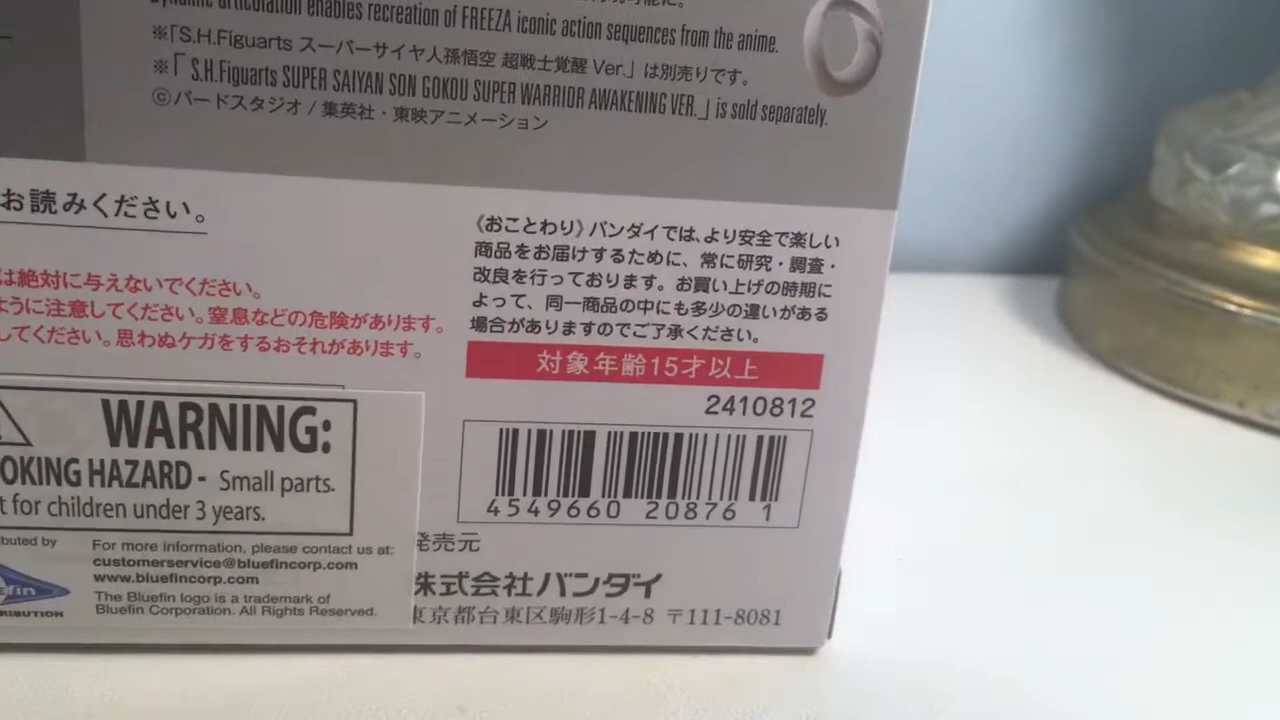 Dynamic articulation enables recreation of FREEZA iconic action sequences from the anime.
※「S.H.Figuarts スーパーサイヤ人孫悟空 超戦士覚醒 Ver.」は別売りです。
※「 S.H.Figuarts SUPER SAIYAN SON GOKOU SUPER WARRIOR AWAKENING VER.」is sold separately.
©バードスタジオ / 集英社・東映アニメーション
お読みください。
は絶対に与えないでください。
ように注意してください。窒息などの危険があります。
してください。思わぬケガをするおそれがあります。
《おことわり》バンダイでは、より安全で楽しい
商品をお届けするために、常に研究・調査・
改良を行っております。お買い上げの時期に
よって、同一商品の中にも多少の違いがある
場合がありますのでご了承ください。
対象年齢15才以上
2410812
4549660 20876 1
WARNING:
OKING HAZARD - Small parts.
t for children under 3 years.
buted by
For more information, please contact us at:
customerservice@bluefincorp.com
www.bluefincorp.com
The Bluefin logo is a trademark of
Bluefin Corporation. All Rights Reserved.
efin
RIBUTION
発売元
株式会社バンダイ
東京都台東区駒形1-4-8 〒111-8081